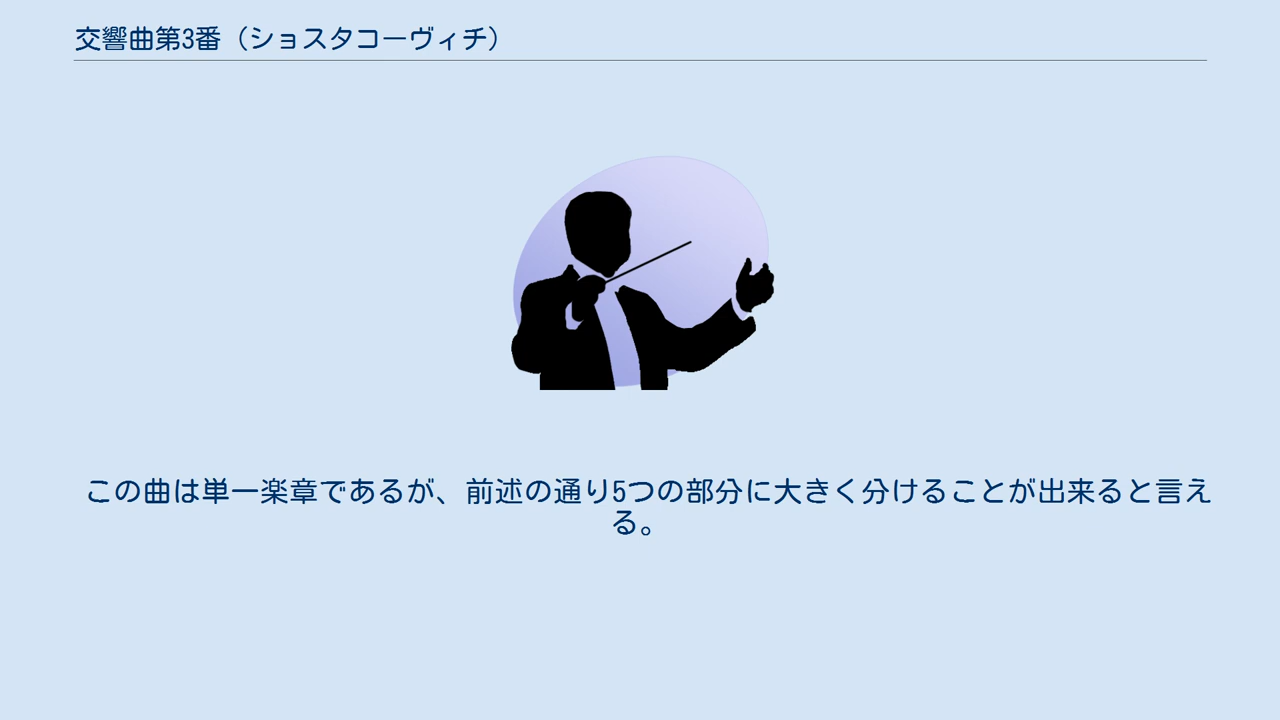 交響曲第3番（ショスタコーヴィチ）
この曲は単一楽章であるが、前述の通り5つの部分に大きく分けることが出来ると言え
る。